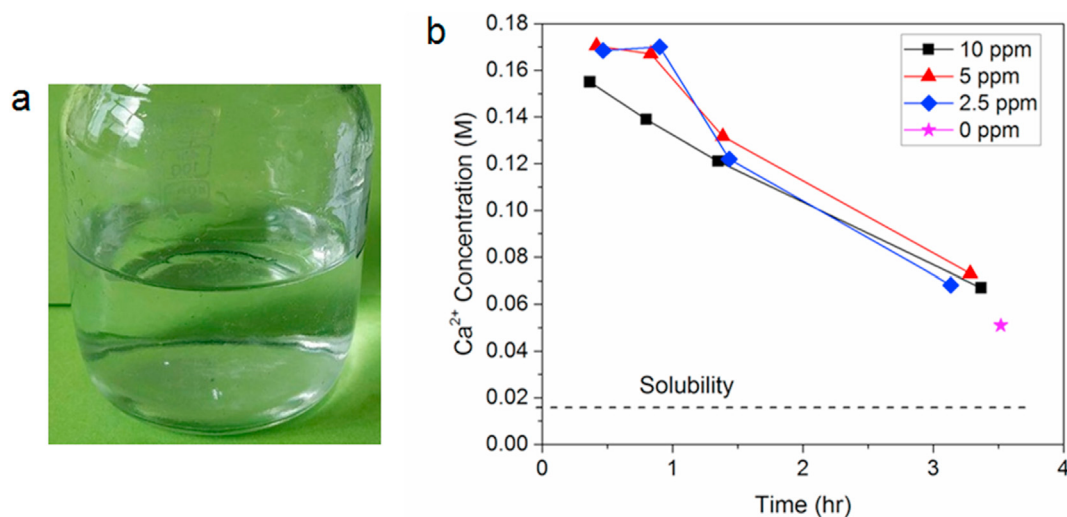 a
b
0.18
0.16
0.14
0.12
0.10
0.08
0.06
0.04
0.02
0.00
Ca²⁺ Concentration (M)
10 ppm
5 ppm
2.5 ppm
0 ppm
Solubility
0
1
2
3
4
Time (hr)